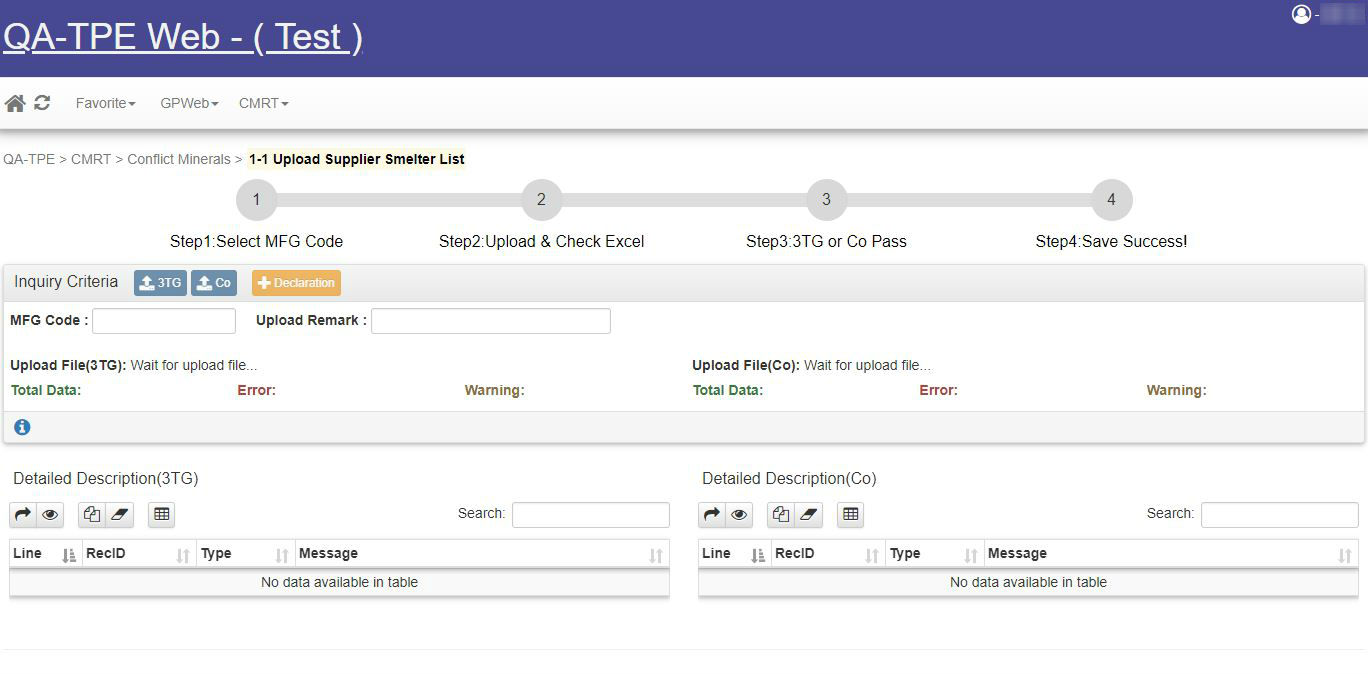 QA-TPE Web - ( Test )
-
Favorite GPWeb CMRT
QA-TPE > CMRT > Conflict Minerals > 1-1 Upload Supplier Smelter List
1 2 3 4
Step1:Select MFG Code Step2:Upload & Check Excel Step3:3TG or Co Pass Step4:Save Success!
Inquiry Criteria 3TG Co Declaration
MFG Code : Upload Remark :
Upload File(3TG): Wait for upload file... Upload File(Co): Wait for upload file...
Total Data: Error: Warning: Total Data: Error: Warning:
Detailed Description(3TG) Detailed Description(Co)
Search: Search:
Line RecID Type Message Line RecID Type Message
No data available in table No data available in table